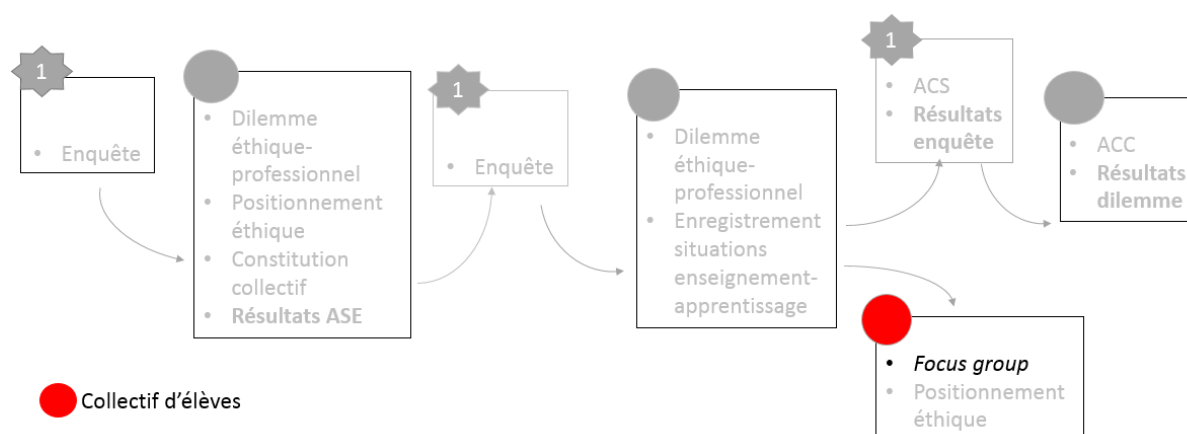 1
• Enquête
• Dilemme
éthique-
professionnel
• Positionnement
éthique
• Constitution
collectif
• Résultats ASE
1
• Enquête
• Dilemme
éthique-
professionnel
• Enregistrement
situations
enseignement-
apprentissage
1
• ACS
• Résultats
enquête
• ACC
• Résultats
dilemme
• Focus group
• Positionnement
éthique
Collectif d'élèves